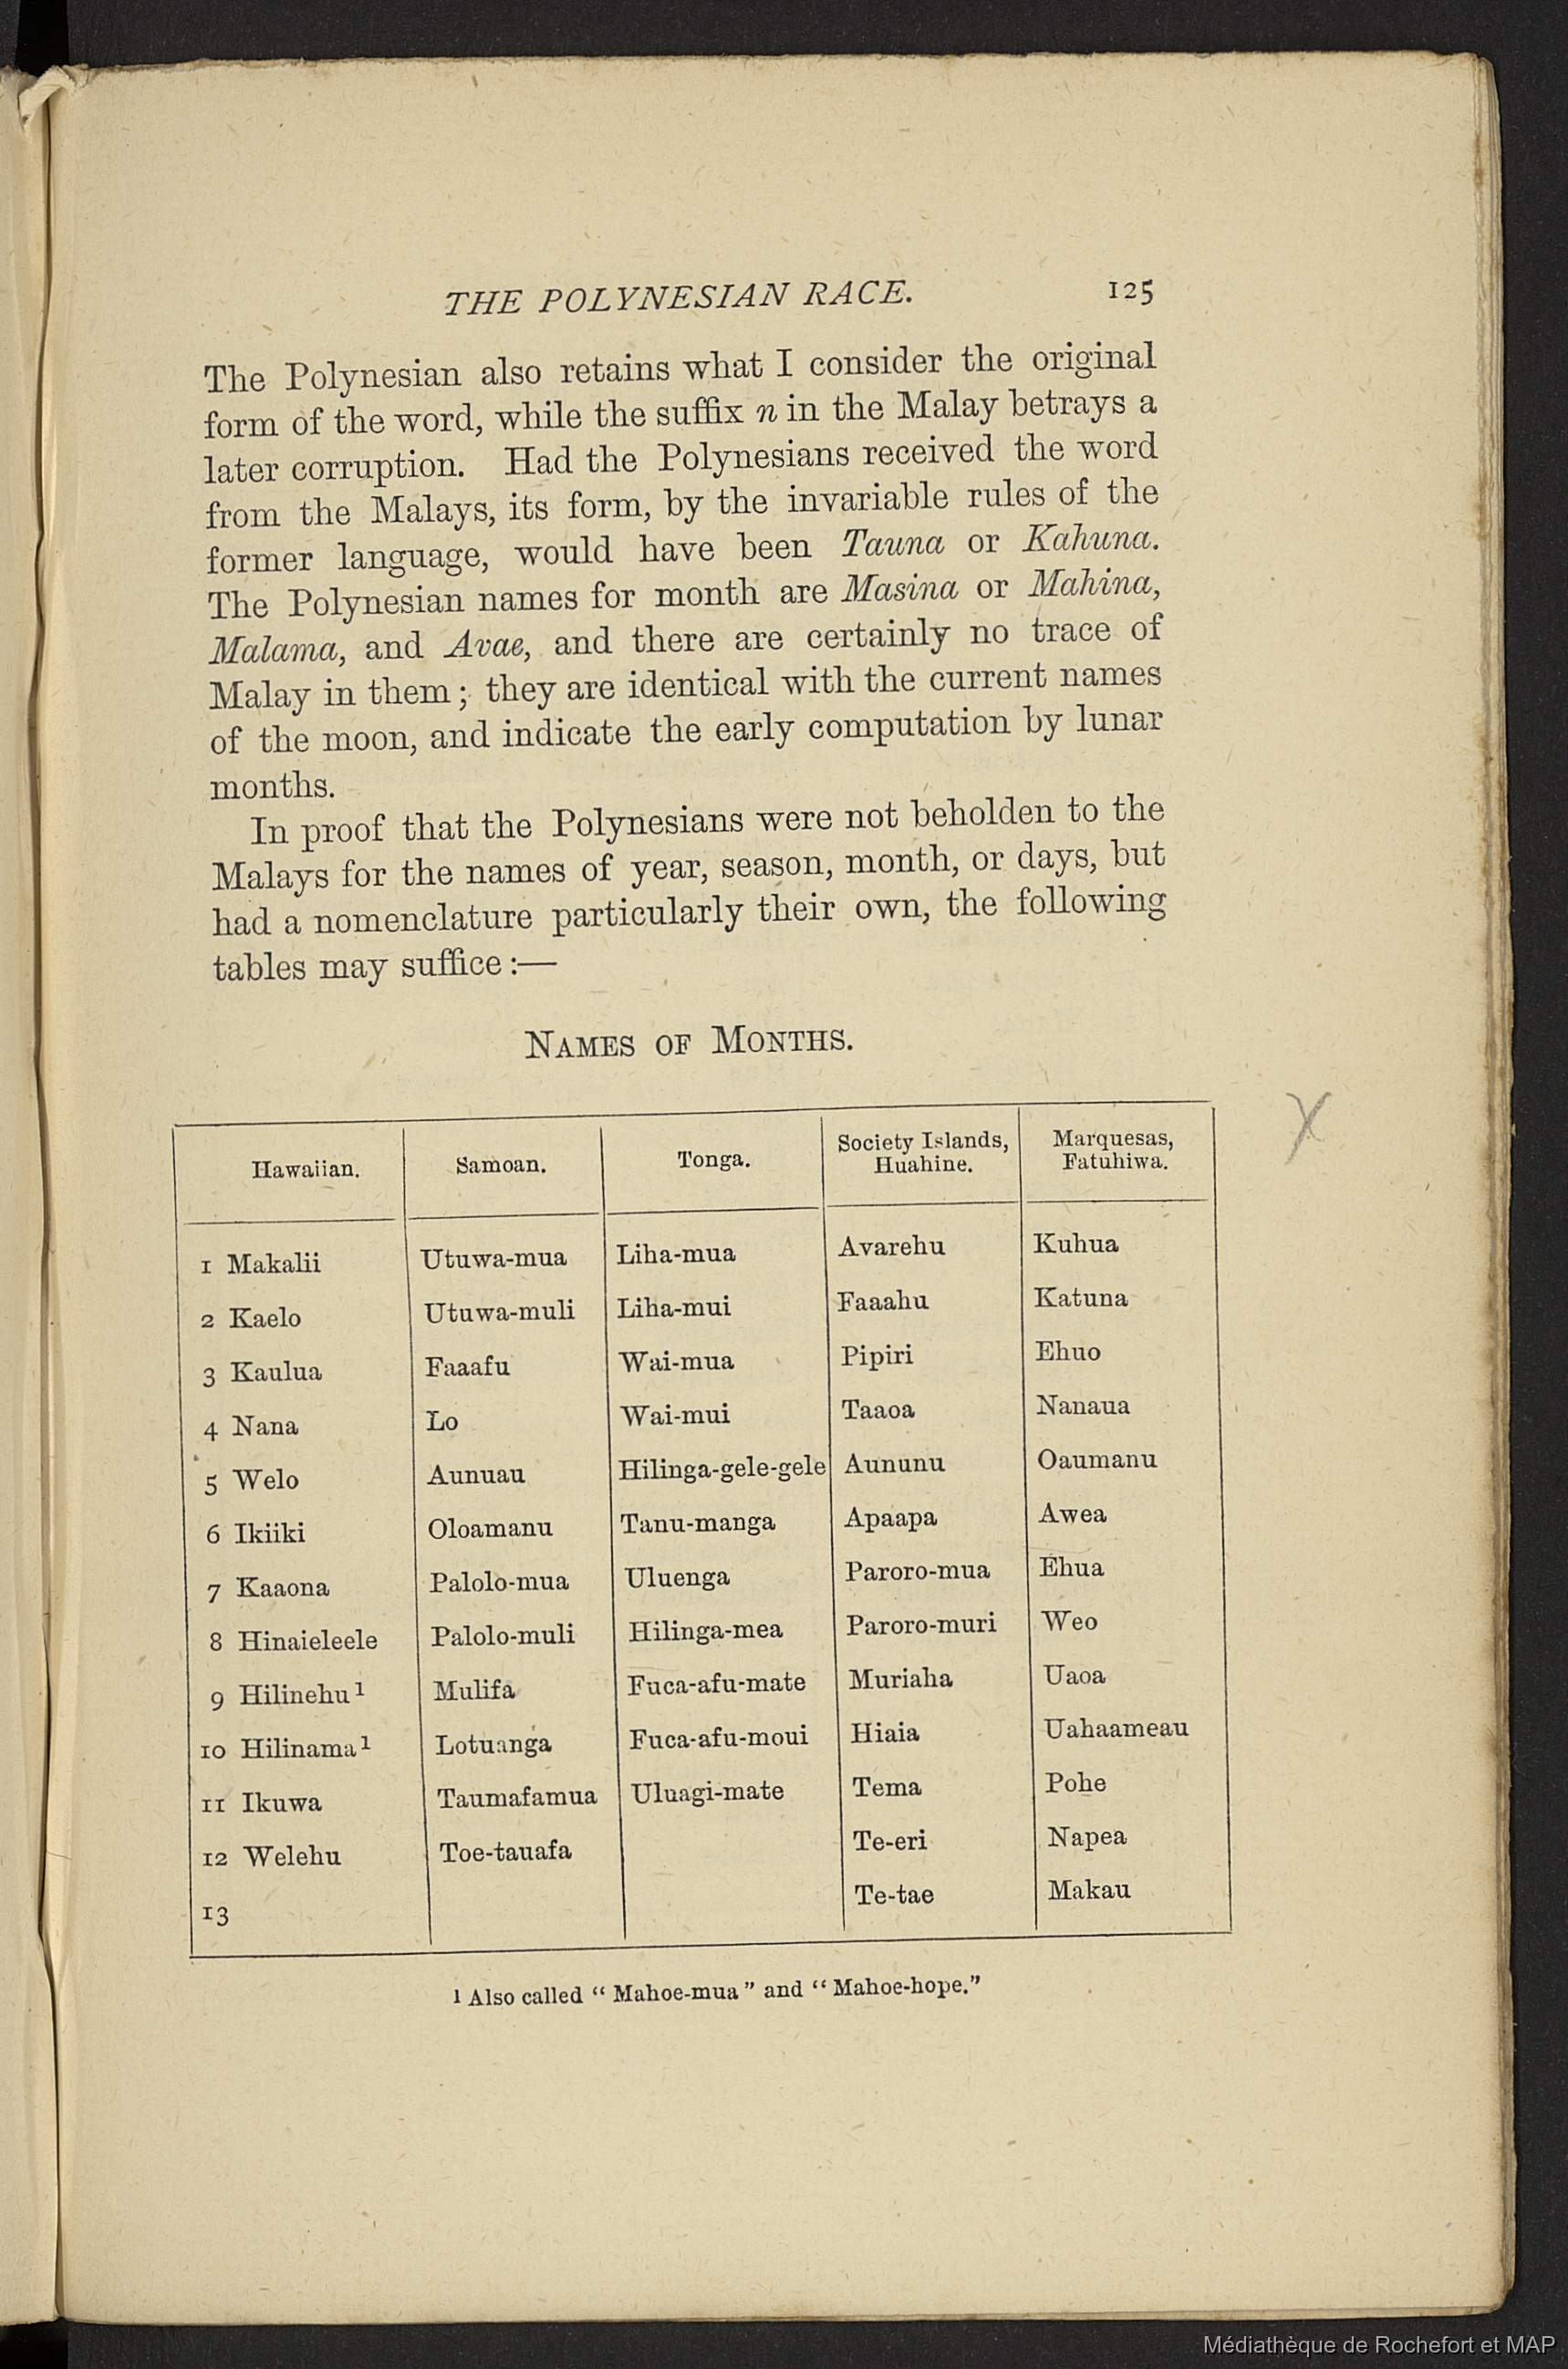 THE POLYNESIAN RACE. 125
The Polynesian also retains what I consider the original
form of the word, while the suffix n in the Malay betrays a
later corruption. Had the Polynesians received the word
from the Malays, its form, by the invariable rules of the
former language, would have been Tauna or Kahuna.
The Polynesian names for month are Masina or Mahina,
Malama, and Avae, and there are certainly no trace of
Malay in them; they are identical with the current names
of the moon, and indicate the early computation by lunar
months.
In proof that the Polynesians were not beholden to the
Malays for the names of year, season, month, or days, but
had a nomenclature particularly their own, the following
tables may suffice:—
NAMES OF MONTHS.
Hawaiian. Samoan. Tonga. Society Islands, Huahine. Marquesas, Fatuhiwa.
1 Makalii Utuwa-mua Liha-mua Avarehu Kuhua
2 Kaelo Utuwa-muli Liha-mui Faaahu Katuna
3 Kaulua Faaafu Wai-mua Pipiri Ehuo
4 Nana Lo Wai-mui Taaoa Nanaua
5 Welo Aunuau Hilinga-gele-gele Aununu Oaumanu
6 Ikiiki Oloamanu Tanu-manga Apaapa Awea
7 Kaaona Palolo-mua Uluenga Paroro-mua Ehua
8 Hinaieleele Palolo-muli Hilinga-mea Paroro-muri Weo
9 Hilinehu¹ Mulifa Fuca-afu-mate Muriaha Uaoa
10 Hilinama¹ Lotuanga Fuca-afu-moui Hiaia Uahaameau
11 Ikuwa Taumafamua Uluagi-mate Tema Pohe
12 Welehu Toe-tauafa Te-eri Napea
13 Te-tae Makau
¹ Also called “Mahoe-mua” and “Mahoe-hope.”
Médiathèque de Rochefort et MAP